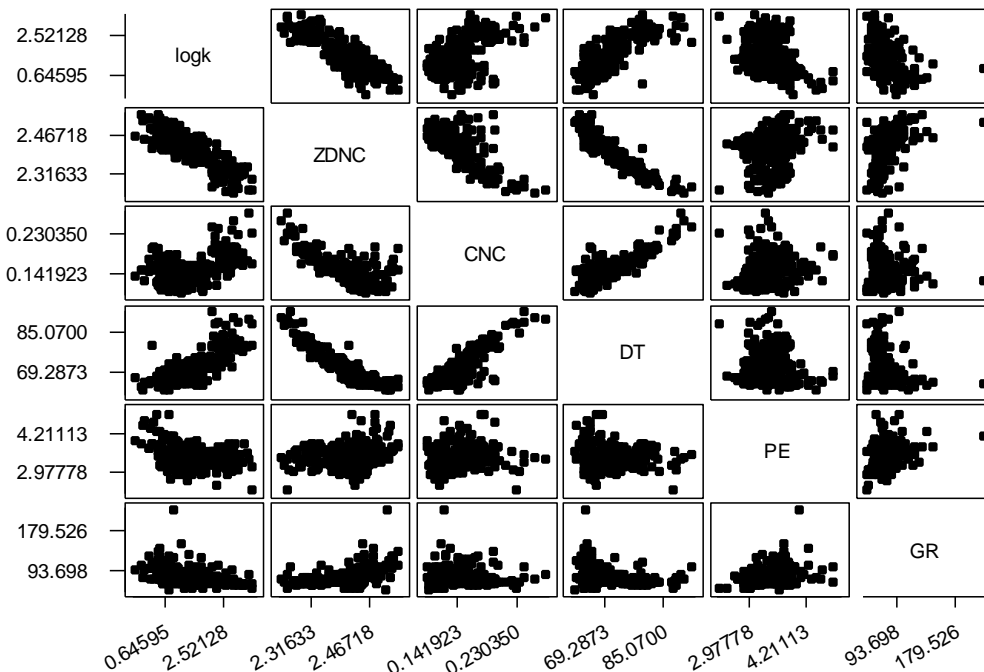 2.52128
0.64595
logk
2.46718
2.31633
ZDNC
0.230350
0.141923
CNC
85.0700
69.2873
DT
4.21113
2.97778
PE
179.526
93.698
GR
0.64595 2.52128 2.31633 2.46718 0.141923 0.230350 69.2873 85.0700 2.97778 4.21113 93.698 179.526